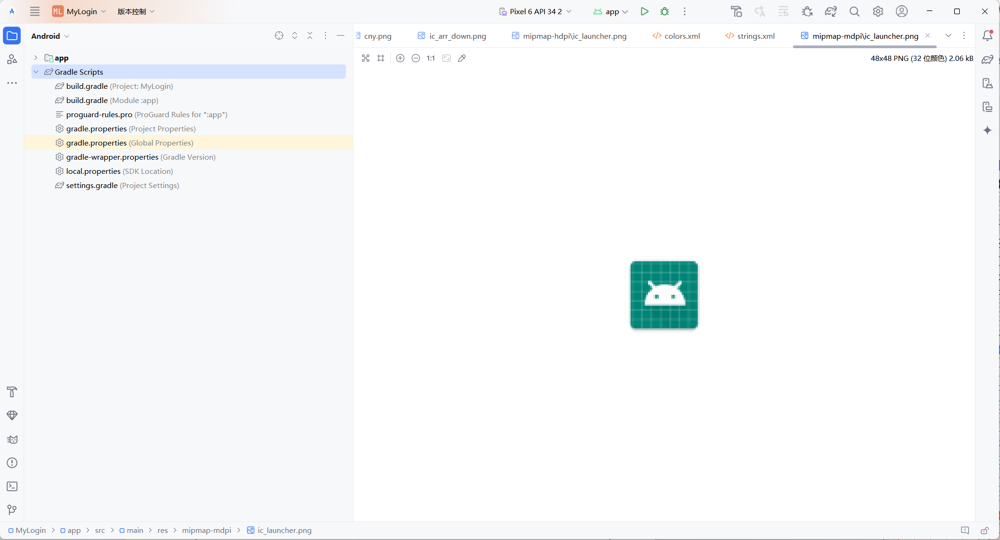 ML MyLogin 版本控制 Pixel 6 API 34 2 app
Android
cny.png ic_arr_down.png mipmap-hdpi\ic_launcher.png colors.xml strings.xml mipmap-mdpi\ic_launcher.png
1:1 48x48 PNG (32 位颜色) 2.06 kB
app
Gradle Scripts
build.gradle (Project: MyLogin)
build.gradle (Module :app)
proguard-rules.pro (ProGuard Rules for ":app")
gradle.properties (Project Properties)
gradle.properties (Global Properties)
gradle-wrapper.properties (Gradle Version)
local.properties (SDK Location)
settings.gradle (Project Settings)
MyLogin app src main res mipmap-mdpi ic_launcher.png